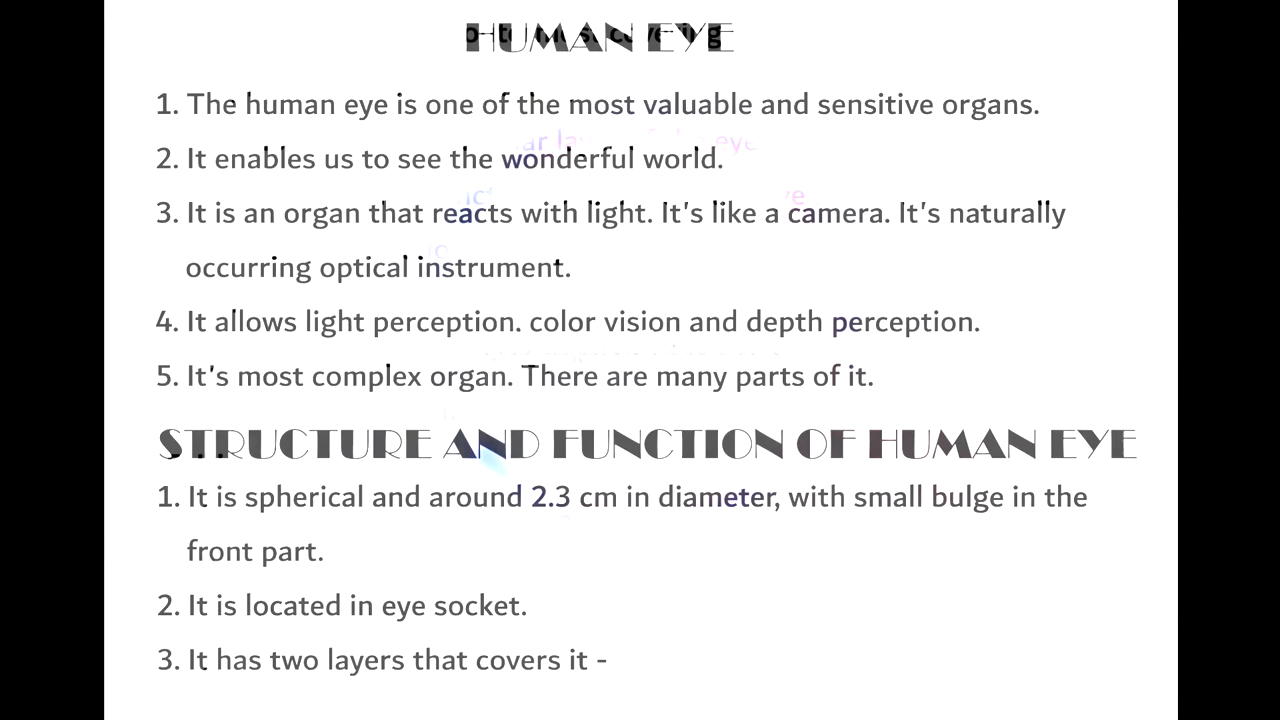 HUMAN EYE
1. The human eye is one of the most valuable and sensitive organs.
2. It enables us to see the wonderful world.
3. It is an organ that reacts with light. It's like a camera. It's naturally
occurring optical instrument.
4. It allows light perception. color vision and depth perception.
5. It's most complex organ. There are many parts of it.
STRUCTURE AND FUNCTION OF HUMAN EYE
1. It is spherical and around 2.3 cm in diameter, with small bulge in the
front part.
2. It is located in eye socket.
3. It has two layers that covers it -